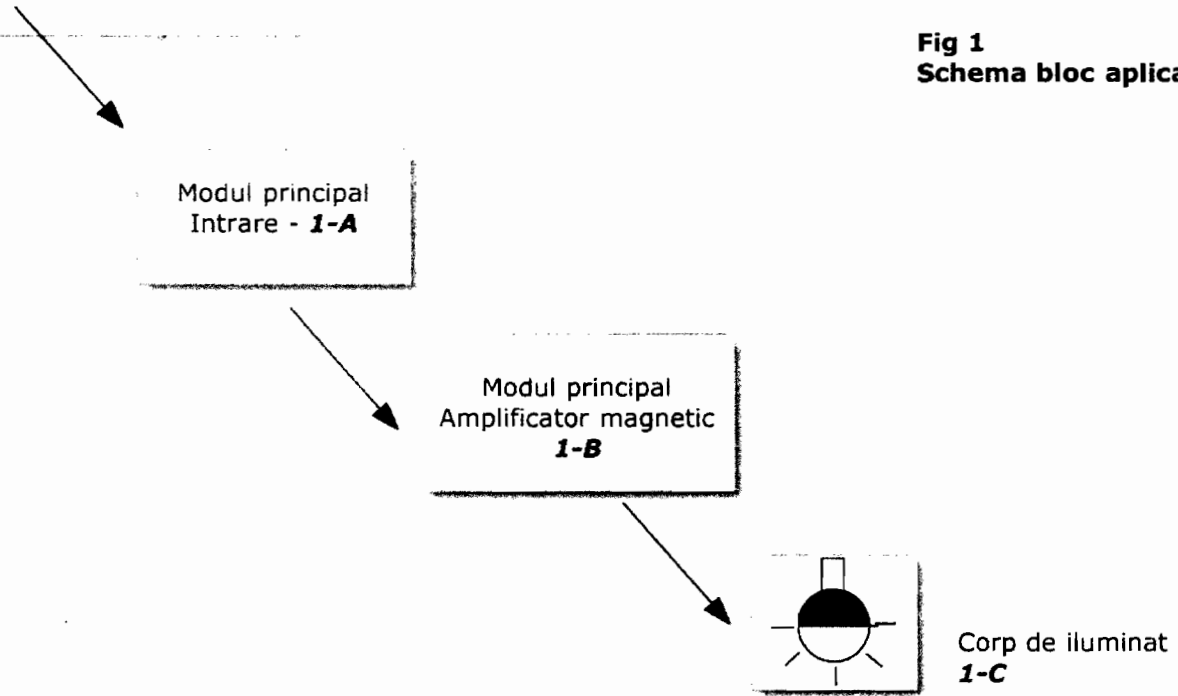 Fig 1
Schema bloc aplica
Modul principal
Intrare - 1-A
Modul principal
Amplificator magnetic
1-B
Corp de iluminat
1-C